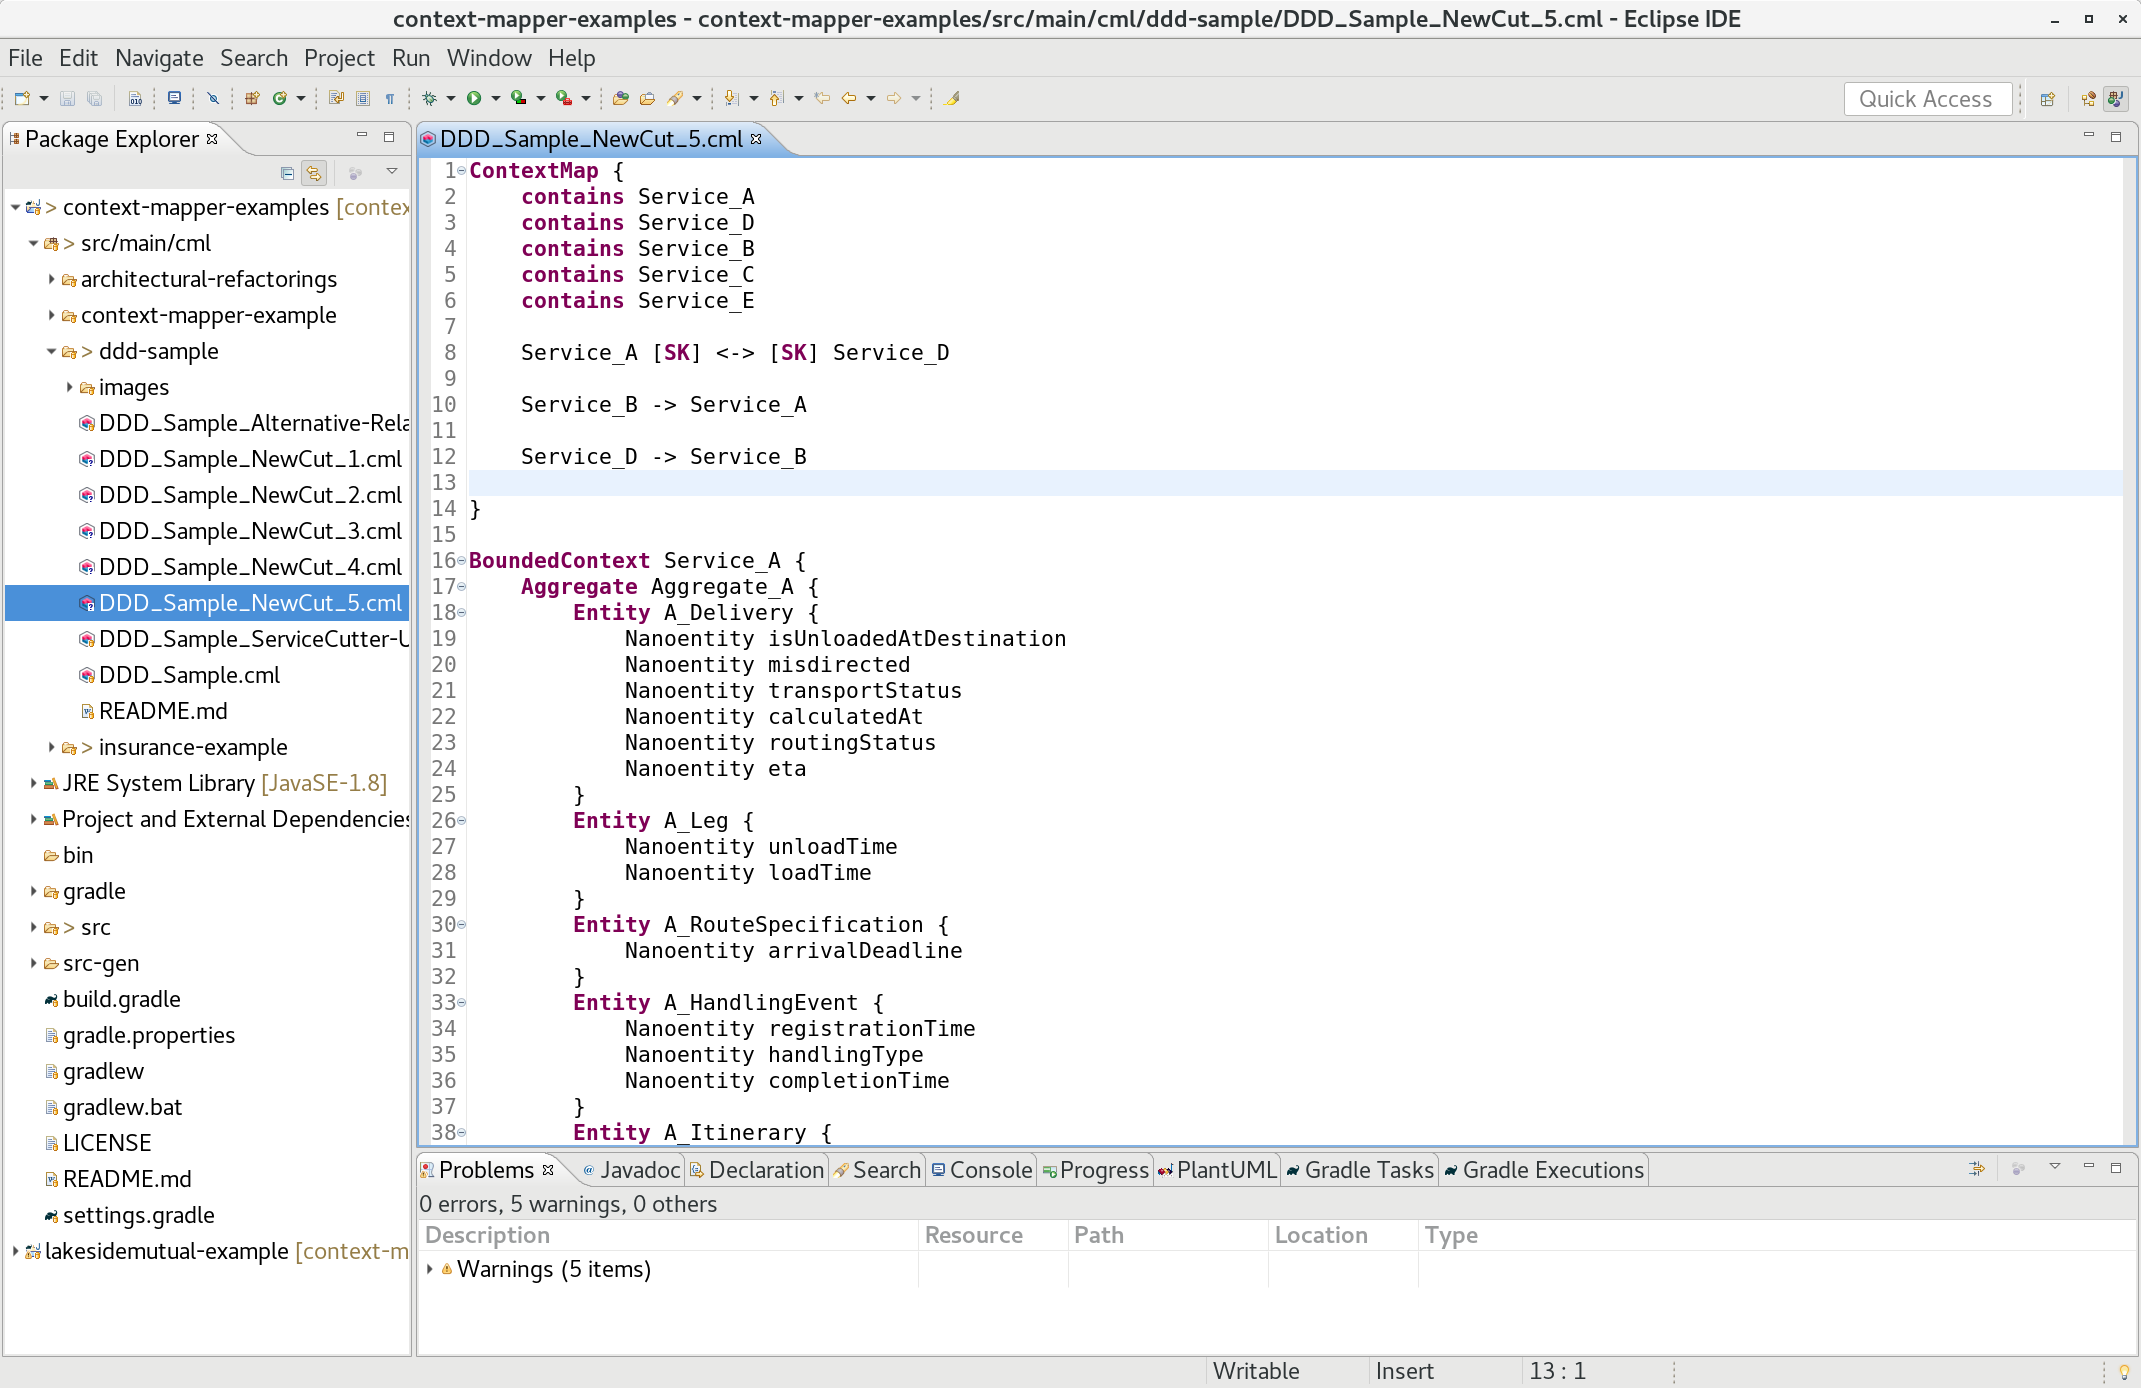 context-mapper-examples - context-mapper-examples/src/main/cml/ddd-sample/DDD_Sample_NewCut_5.cml - Eclipse IDE
File Edit Navigate Search Project Run Window Help
Quick Access
Package Explorer
> context-mapper-examples [contex
> src/main/cml
architectural-refactorings
context-mapper-example
> ddd-sample
images
DDD_Sample_Alternative-Rela
DDD_Sample_NewCut_1.cml
DDD_Sample_NewCut_2.cml
DDD_Sample_NewCut_3.cml
DDD_Sample_NewCut_4.cml
DDD_Sample_NewCut_5.cml
DDD_Sample_ServiceCutter-U
DDD_Sample.cml
README.md
> insurance-example
JRE System Library [JavaSE-1.8]
Project and External Dependencies
bin
gradle
> src
src-gen
build.gradle
gradle.properties
gradlew
gradlew.bat
LICENSE
README.md
settings.gradle
lakesidemutual-example [context-m
DDD_Sample_NewCut_5.cml
1 ContextMap {
2 contains Service_A
3 contains Service_D
4 contains Service_B
5 contains Service_C
6 contains Service_E
7
8 Service_A [SK] <-> [SK] Service_D
9
10 Service_B -> Service_A
11
12 Service_D -> Service_B
13
14 }
15
16 BoundedContext Service_A {
17 Aggregate Aggregate_A {
18 Entity A_Delivery {
19 Nanoentity isUnloadedAtDestination
20 Nanoentity misdirected
21 Nanoentity transportStatus
22 Nanoentity calculatedAt
23 Nanoentity routingStatus
24 Nanoentity eta
25 }
26 Entity A_Leg {
27 Nanoentity unloadTime
28 Nanoentity loadTime
29 }
30 Entity A_RouteSpecification {
31 Nanoentity arrivalDeadline
32 }
33 Entity A_HandlingEvent {
34 Nanoentity registrationTime
35 Nanoentity handlingType
36 Nanoentity completionTime
37 }
38 Entity A_Itinerary {
Problems Javadoc Declaration Search Console Progress PlantUML Gradle Tasks Gradle Executions
0 errors, 5 warnings, 0 others
Description Resource Path Location Type
Warnings (5 items)
Writable Insert 13 : 1